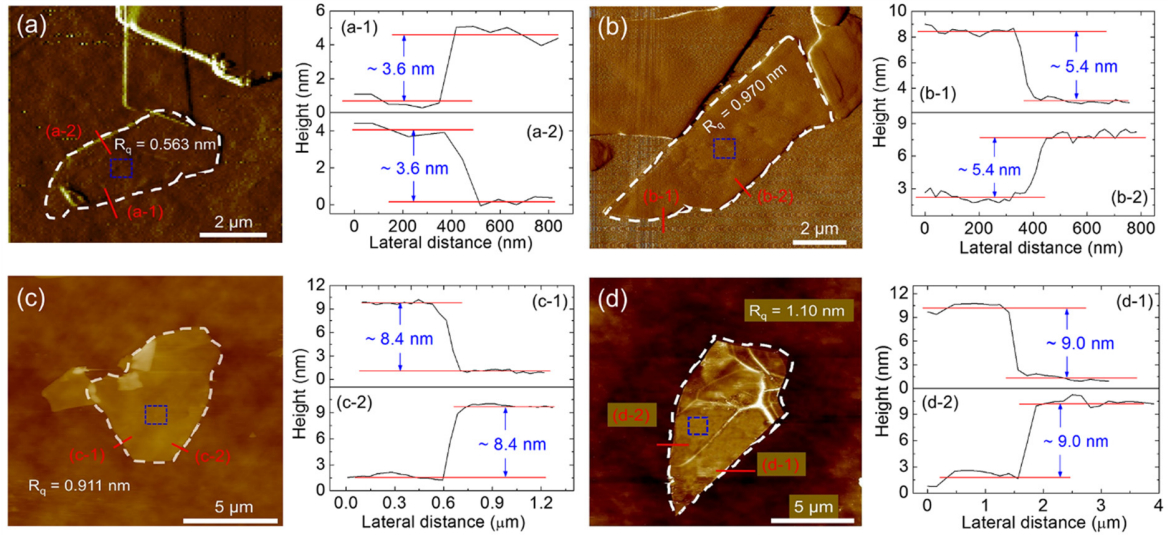 (a)
(a-2)
R_q = 0.563 nm
(a-1)
2 μm
Height (nm)
6
4
2
0
4
2
0
(a-1)
~ 3.6 nm
(a-2)
~ 3.6 nm
0 200 400 600 800
Lateral distance (nm)
(b)
R_q = 0.970 nm
(b-1)
(b-2)
2 μm
Height (nm)
10
8
6
4
2
9
6
3
(b-1)
~ 5.4 nm
(b-2)
~ 5.4 nm
0 200 400 600 800
Lateral distance (nm)
(c)
(c-1)
(c-2)
R_q = 0.911 nm
5 μm
Height (nm)
12
9
6
3
0
9
6
3
0
(c-1)
~ 8.4 nm
(c-2)
~ 8.4 nm
0.0 0.3 0.6 0.9 1.2
Lateral distance (μm)
(d)
R_q = 1.10 nm
(d-2)
(d-1)
5 μm
Height (nm)
12
9
6
3
0
9
6
3
0
(d-1)
~ 9.0 nm
(d-2)
~ 9.0 nm
0 1 2 3 4
Lateral distance (μm)